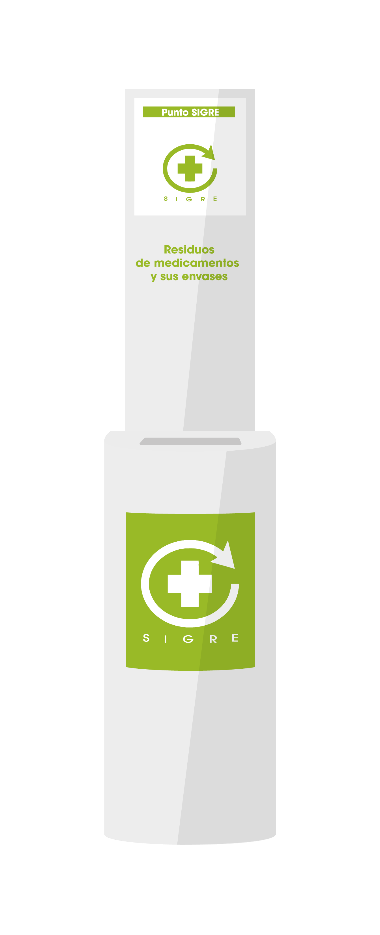 Punto SIGRE
SIGRE
Residuos
de medicamentos
y sus envases
SIGRE